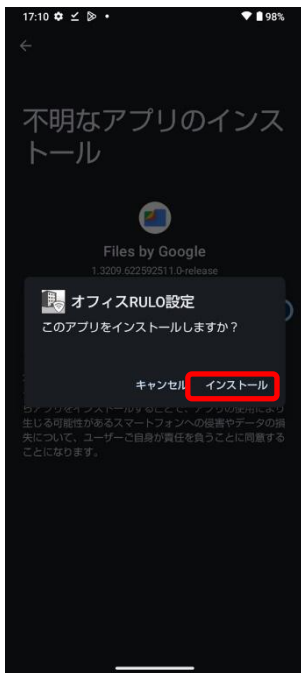 17:10
98%
不明なアプリのインス
トール
Files by Google
1.3209.622592511.0-release
オフィスRULO設定
このアプリをインストールしますか？
キャンセル インストール
らアプリをインストールすることで、アプリの使用により
生じる可能性があるスマートフォンへの侵害やデータの損
失について、ユーザーご自身が責任を負うことに同意する
ことになります。